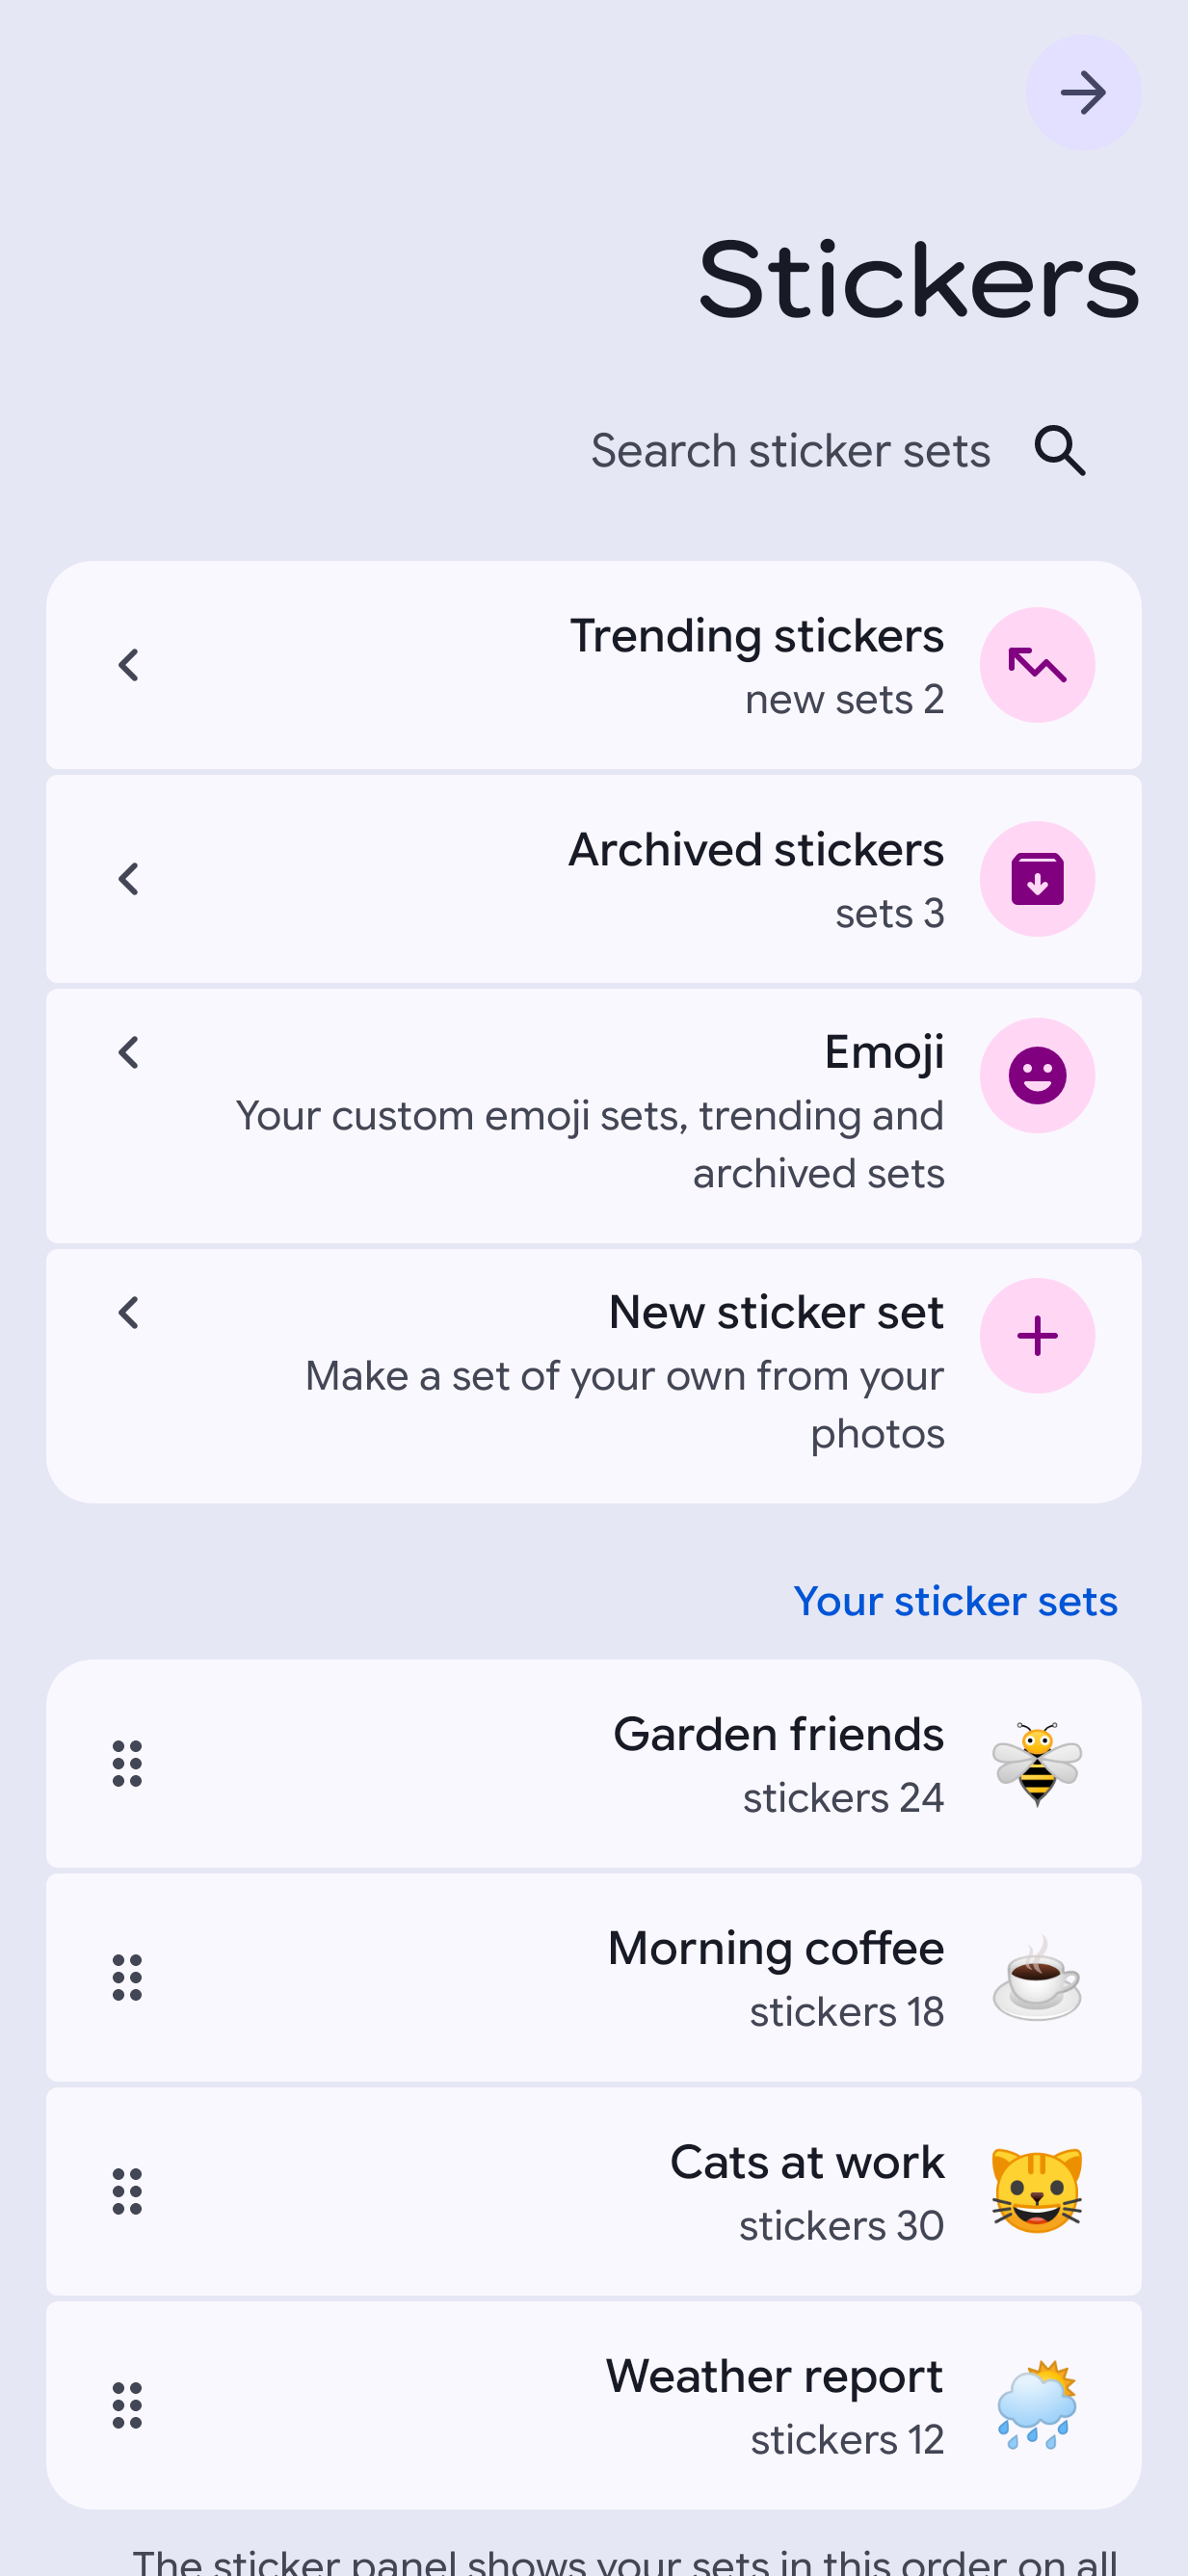 Stickers
Search sticker sets
Trending stickers
new sets 2
Archived stickers
sets 3
Emoji
Your custom emoji sets, trending and
archived sets
New sticker set
Make a set of your own from your
photos
Your sticker sets
Garden friends
stickers 24
Morning coffee
stickers 18
Cats at work
stickers 30
Weather report
stickers 12
The sticker panel shows your sets in this order on all